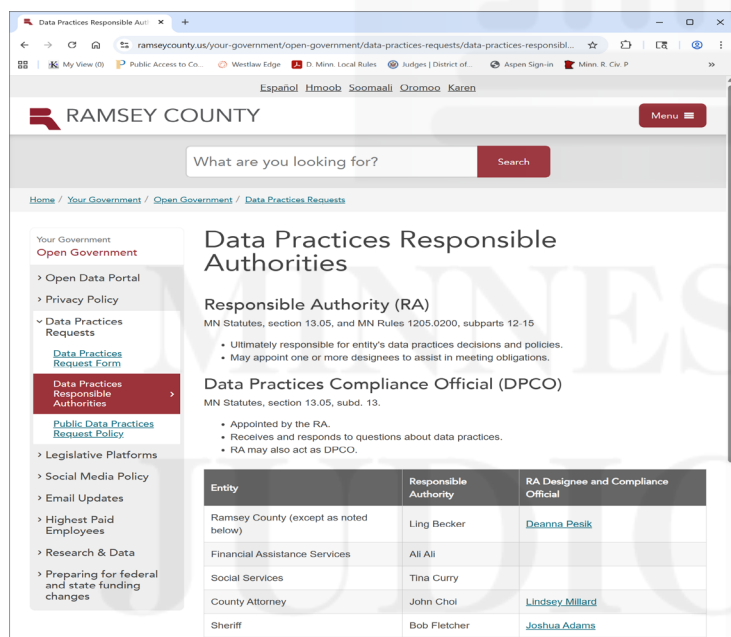 Data Practices Responsible Auth
ramseycounty.us/your-government/open-government/data-practices-requests/data-practices-responsibl...
My View (0) Public Access to Co... Westlaw Edge D. Minn. Local Rules Judges | District of... Aspen Sign-in Minn. R. Civ. P »
Español Hmoob Soomaali Oromoo Karen
RAMSEY COUNTY
Menu
What are you looking for?
Search
Home / Your Government / Open Government / Data Practices Requests
Your Government
Open Government
› Open Data Portal
› Privacy Policy
Data Practices
Requests
Data Practices
Request Form
Data Practices
Responsible
Authorities
Public Data Practices
Request Policy
› Legislative Platforms
› Social Media Policy
› Email Updates
› Highest Paid
Employees
› Research & Data
› Preparing for federal
and state funding
changes
Data Practices Responsible
Authorities
Responsible Authority (RA)
MN Statutes, section 13.05, and MN Rules 1205.0200, subparts 12-15
• Ultimately responsible for entity's data practices decisions and policies.
• May appoint one or more designees to assist in meeting obligations.
Data Practices Compliance Official (DPCO)
MN Statutes, section 13.05, subd. 13.
• Appointed by the RA.
• Receives and responds to questions about data practices.
• RA may also act as DPCO.
Entity Responsible Authority RA Designee and Compliance Official
Ramsey County (except as noted below) Ling Becker Deanna Pesik
Financial Assistance Services Ali Ali
Social Services Tina Curry
County Attorney John Choi Lindsey Millard
Sheriff Bob Fletcher Joshua Adams
MINNES
JUDIC